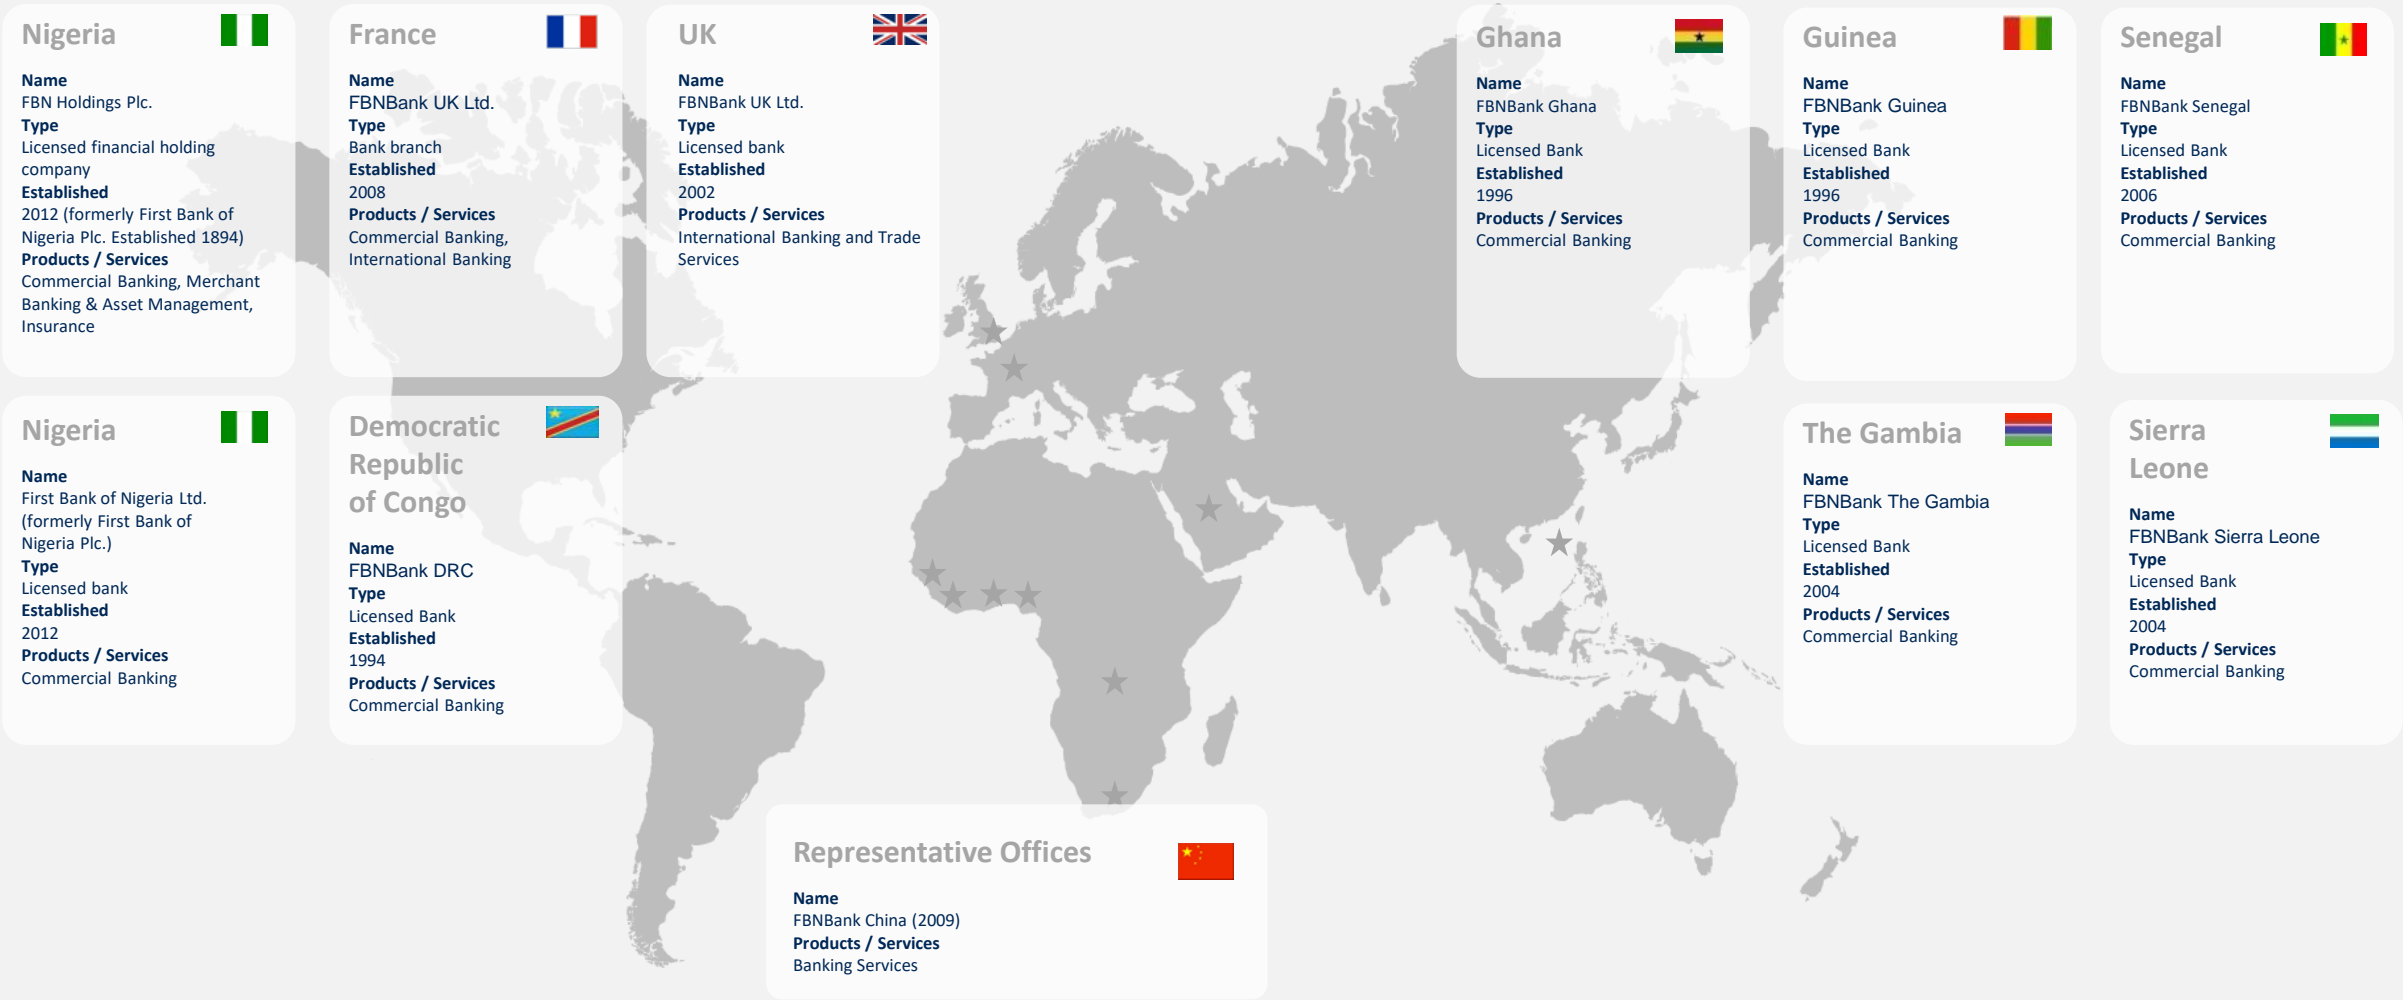 Nigeria
Name
FBN Holdings Plc.
Type
Licensed financial holding
company
Established
2012 (formerly First Bank of
Nigeria Plc. Established 1894)
Products / Services
Commercial Banking, Merchant
Banking & Asset Management,
Insurance
France
Name
FBNBank UK Ltd.
Type
Bank branch
Established
2008
Products / Services
Commercial Banking,
International Banking
UK
Name
FBNBank UK Ltd.
Type
Licensed bank
Established
2002
Products / Services
International Banking and Trade
Services
Ghana
Name
FBNBank Ghana
Type
Licensed Bank
Established
1996
Products / Services
Commercial Banking
Guinea
Name
FBNBank Guinea
Type
Licensed Bank
Established
1996
Products / Services
Commercial Banking
Senegal
Name
FBNBank Senegal
Type
Licensed Bank
Established
2006
Products / Services
Commercial Banking
Nigeria
Name
First Bank of Nigeria Ltd.
(formerly First Bank of
Nigeria Plc.)
Type
Licensed bank
Established
2012
Products / Services
Commercial Banking
Democratic
Republic
of Congo
Name
FBNBank DRC
Type
Licensed Bank
Established
1994
Products / Services
Commercial Banking
The Gambia
Name
FBNBank The Gambia
Type
Licensed Bank
Established
2004
Products / Services
Commercial Banking
Sierra
Leone
Name
FBNBank Sierra Leone
Type
Licensed Bank
Established
2004
Products / Services
Commercial Banking
Representative Offices
Name
FBNBank China (2009)
Products / Services
Banking Services